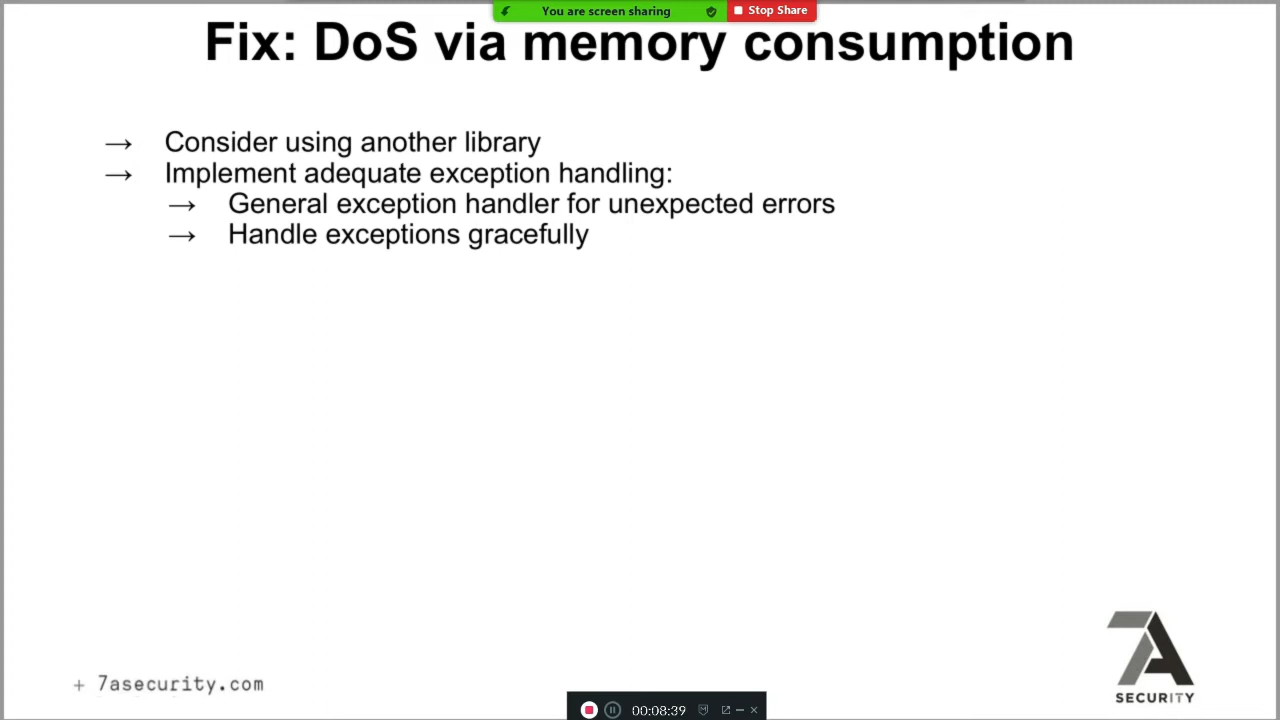 You are screen sharing
Stop Share
Fix: DoS via memory consumption
→ Consider using another library
→ Implement adequate exception handling:
→ General exception handler for unexpected errors
→ Handle exceptions gracefully
7A
SECURITY
+ 7asecurity.com
00:08:39